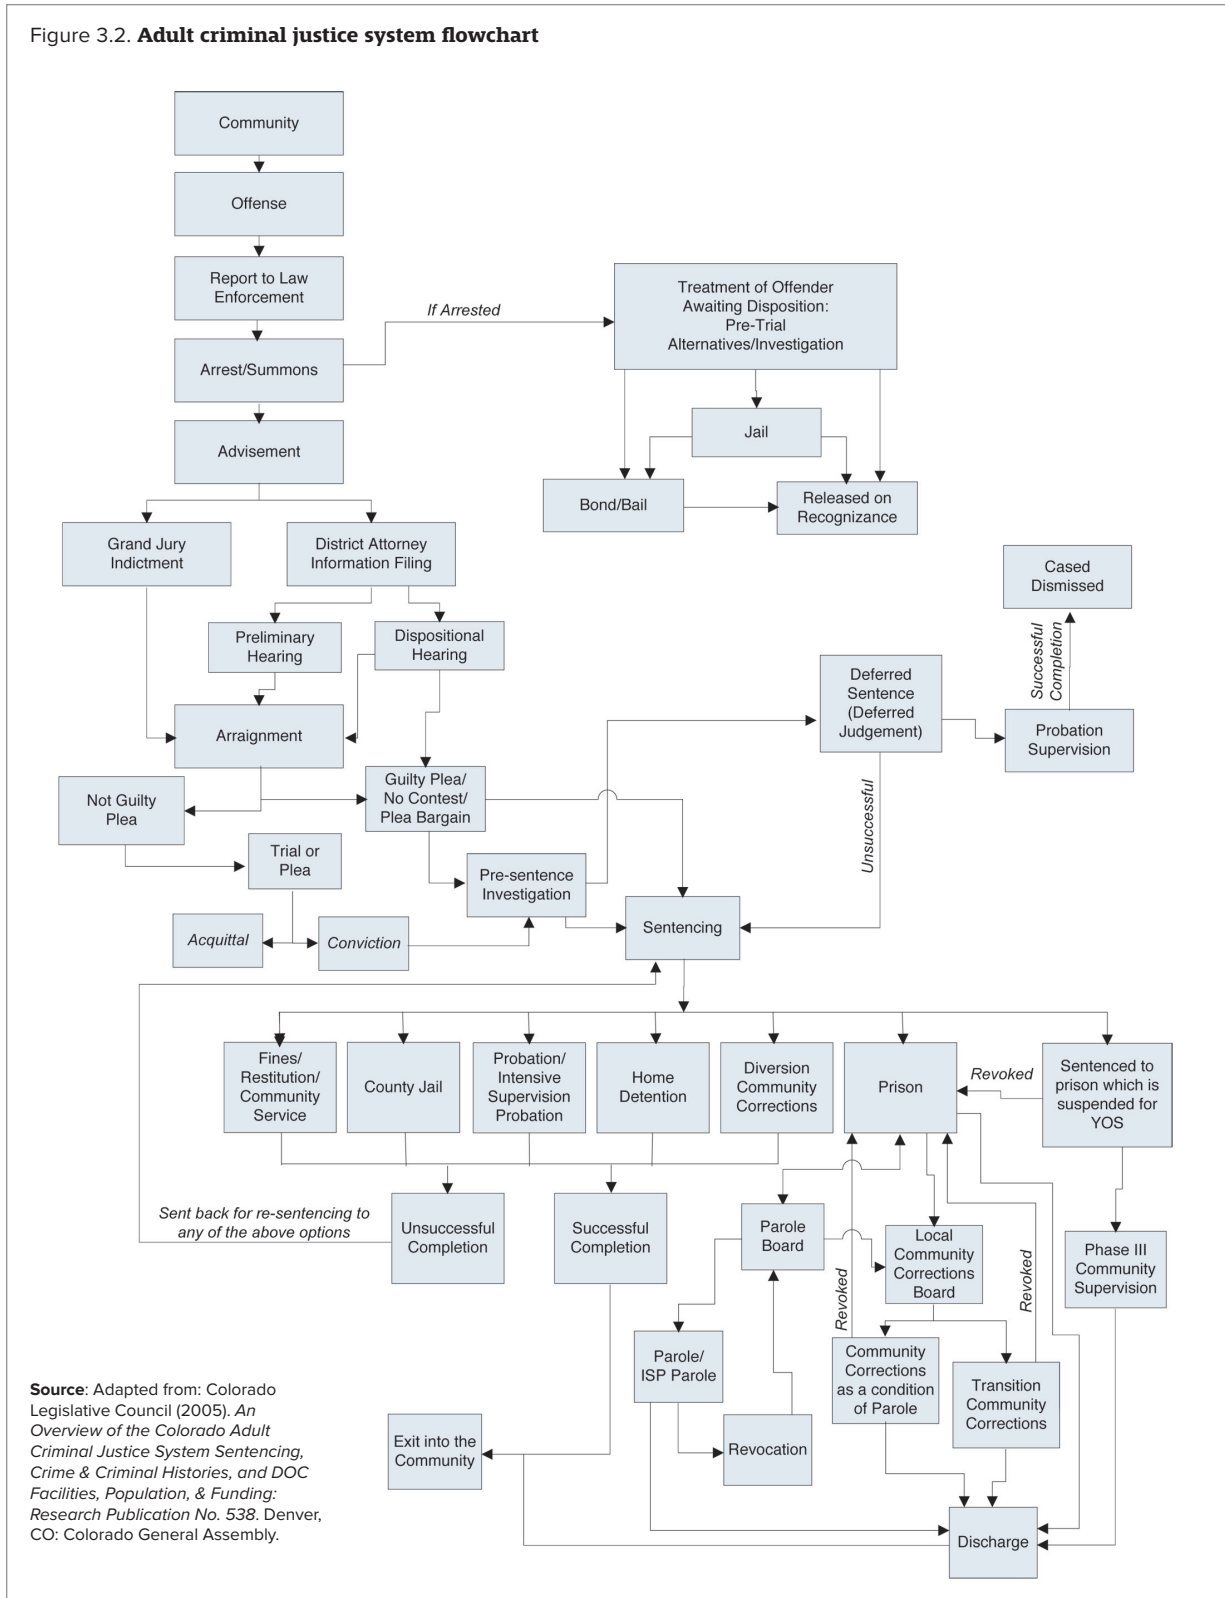 Figure 3.2. Adult criminal justice system flowchart
Community
Offense
Report to Law
Enforcement
If Arrested
Treatment of Offender
Awaiting Disposition:
Pre-Trial
Alternatives/Investigation
Arrest/Summons
Jail
Advisement
Bond/Bail
Released on
Recognizance
Grand Jury
Indictment
District Attorney
Information Filing
Cased
Dismissed
Preliminary
Hearing
Dispositional
Hearing
Successful
Completion
Deferred
Sentence
(Deferred
Judgement)
Probation
Supervision
Arraignment
Guilty Plea/
No Contest/
Plea Bargain
Not Guilty
Plea
Unsuccessful
Trial or
Plea
Pre-sentence
Investigation
Sentencing
Acquittal
Conviction
Fines/
Restitution/
Community
Service
County Jail
Probation/
Intensive
Supervision
Probation
Home
Detention
Diversion
Community
Corrections
Prison
Revoked
Sentenced to
prison which is
suspended for
YOS
Sent back for re-sentencing to
any of the above options
Unsuccessful
Completion
Successful
Completion
Parole
Board
Local
Community
Corrections
Board
Phase III
Community
Supervision
Revoked
Revoked
Parole/
ISP Parole
Community
Corrections
as a condition
of Parole
Transition
Community
Corrections
Exit into the
Community
Revocation
Discharge
Source: Adapted from: Colorado
Legislative Council (2005). An
Overview of the Colorado Adult
Criminal Justice System Sentencing,
Crime & Criminal Histories, and DOC
Facilities, Population, & Funding:
Research Publication No. 538. Denver,
CO: Colorado General Assembly.